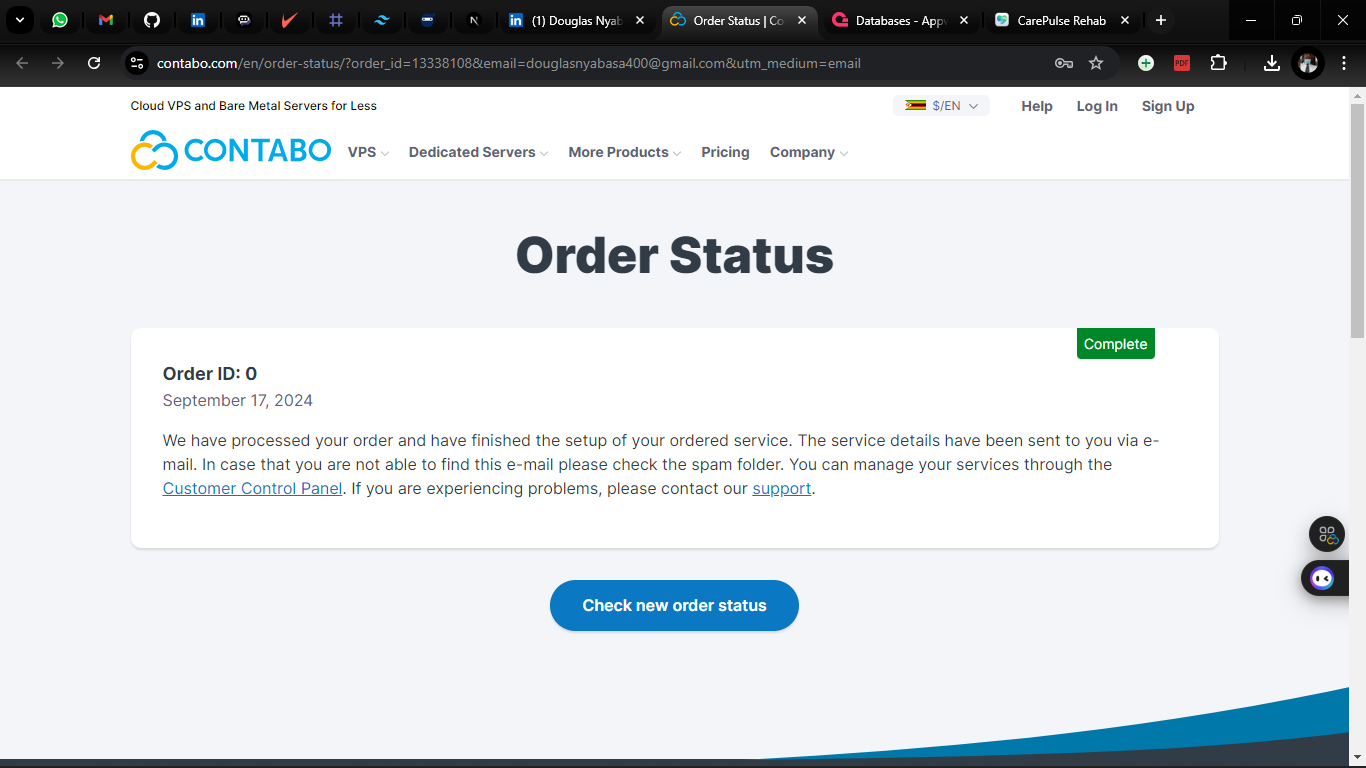 (1) Douglas Nyab
Order Status | Co
Databases - Appw
CarePulse Rehab
contabo.com/en/order-status/?order_id=13338108&email=douglasnyabasa400@gmail.com&utm_medium=email
PDF
Cloud VPS and Bare Metal Servers for Less
$/EN
Help
Log In
Sign Up
CONTABO
VPS
Dedicated Servers
More Products
Pricing
Company
Order Status
Complete
Order ID: 0
September 17, 2024
We have processed your order and have finished the setup of your ordered service. The service details have been sent to you via e-
mail. In case that you are not able to find this e-mail please check the spam folder. You can manage your services through the
Customer Control Panel. If you are experiencing problems, please contact our support.
Check new order status